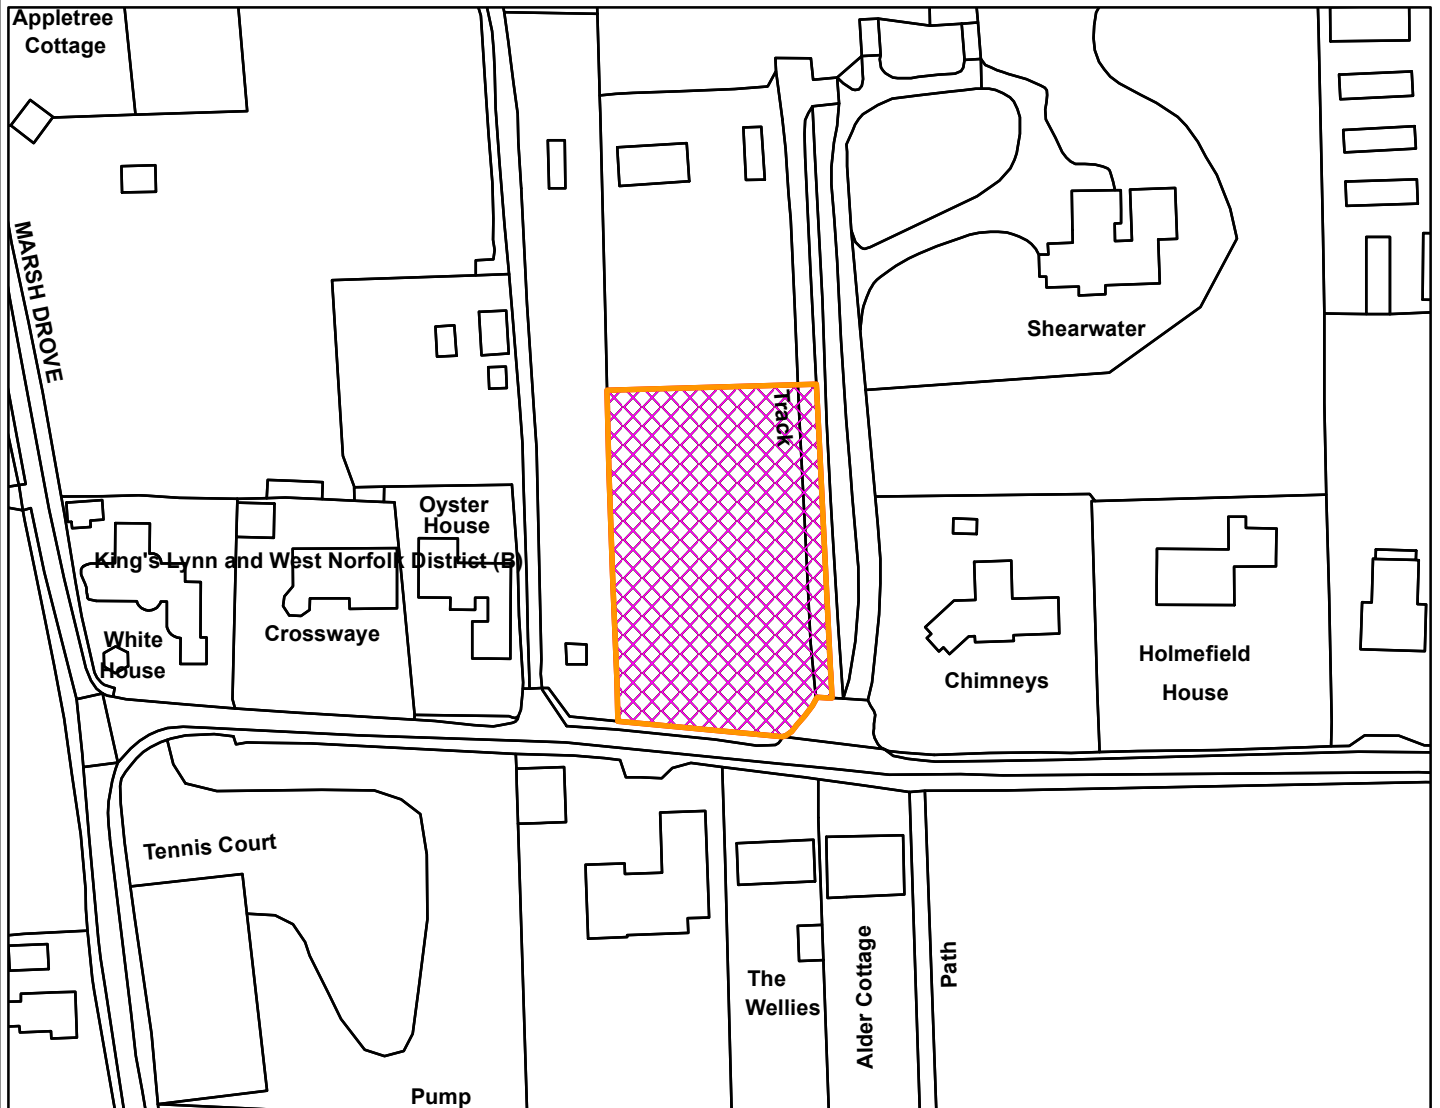 Appletree
Cottage
MARSH DROVE
Shearwater
Track
Oyster
House
King's Lynn and West Norfolk District (B)
White
House
Crosswaye
Chimneys
Holmefield
House
Tennis Court
The
Wellies
Alder Cottage
Path
Pump